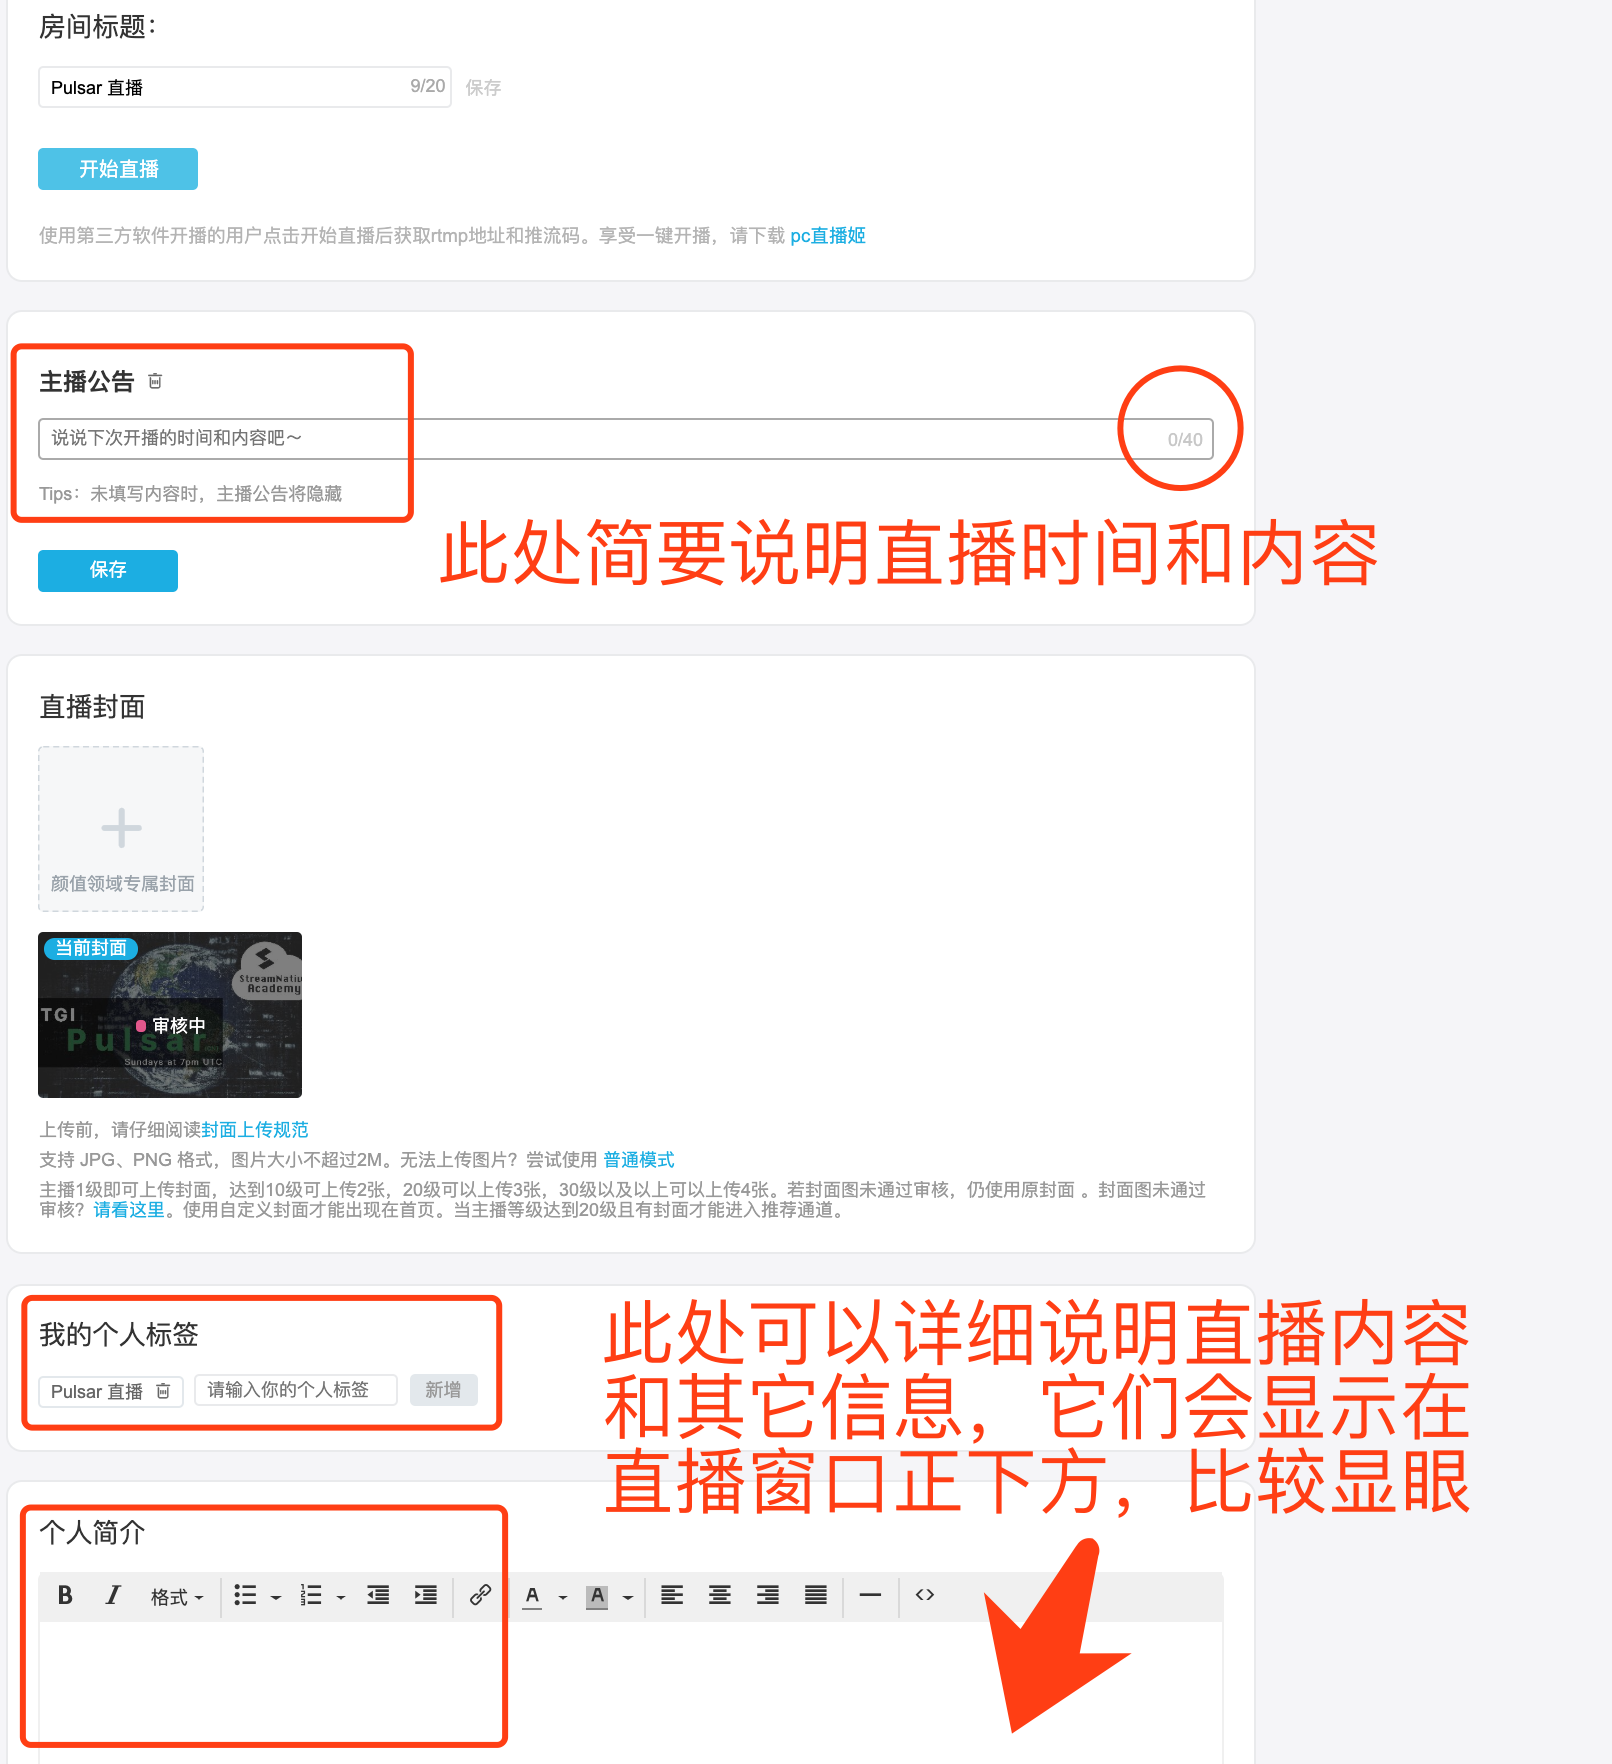 房间标题：
Pulsar 直播 9/20 保存
开始直播
使用第三方软件开播的用户点击开始直播后获取rtmp地址和推流码。享受一键开播，请下载 pc直播姬
主播公告
说说下次开播的时间和内容吧～ 0/40
Tips：未填写内容时，主播公告将隐藏
此处简要说明直播时间和内容
保存
直播封面
颜值领域专属封面
当前封面
StreamNativ
Academy
TGI
审核中
Pulsar
Sundays at 7pm UTC
上传前，请仔细阅读封面上传规范
支持 JPG、PNG 格式，图片大小不超过2M。无法上传图片？尝试使用 普通模式
主播1级即可上传封面，达到10级可上传2张，20级可以上传3张，30级以及以上可以上传4张。若封面图未通过审核，仍使用原封面 。封面图未通过
审核？请看这里。使用自定义封面才能出现在首页。当主播等级达到20级且有封面才能进入推荐通道。
我的个人标签
Pulsar 直播 请输入你的个人标签 新增
此处可以详细说明直播内容
和其它信息，它们会显示在
直播窗口正下方，比较显眼
个人简介
B I 格式 A A <>